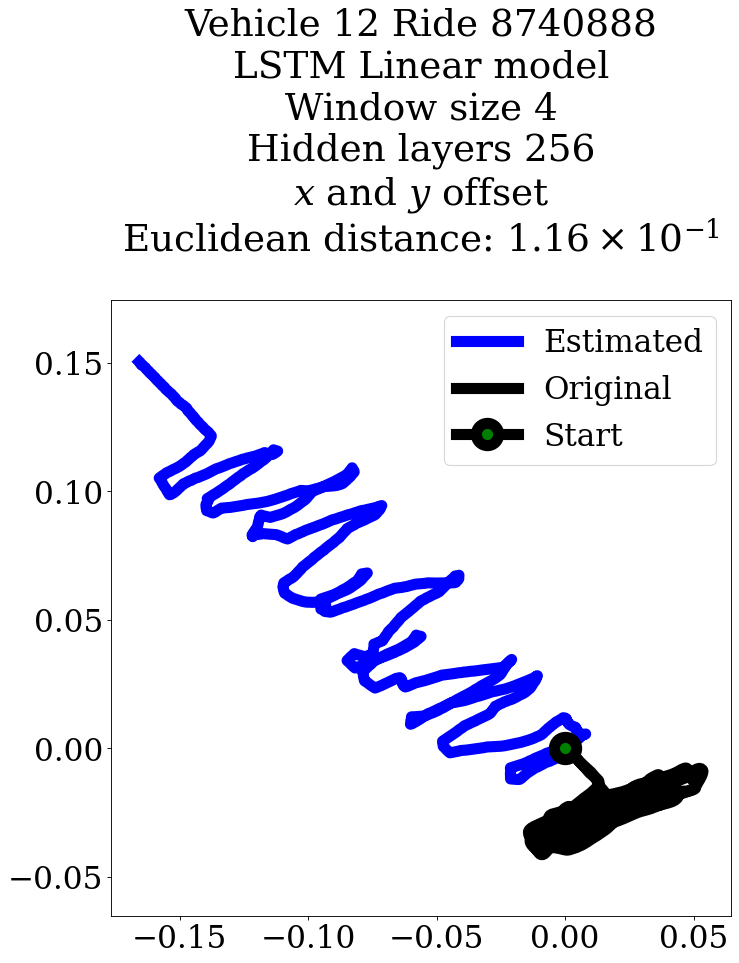 Vehicle 12 Ride 8740888
LSTM Linear model
Window size 4
Hidden layers 256
x and y offset
Euclidean distance: 1.16 × 10⁻¹
Estimated
Original
Start
0.15
0.10
0.05
0.00
−0.05
−0.15 −0.10 −0.05 0.00 0.05